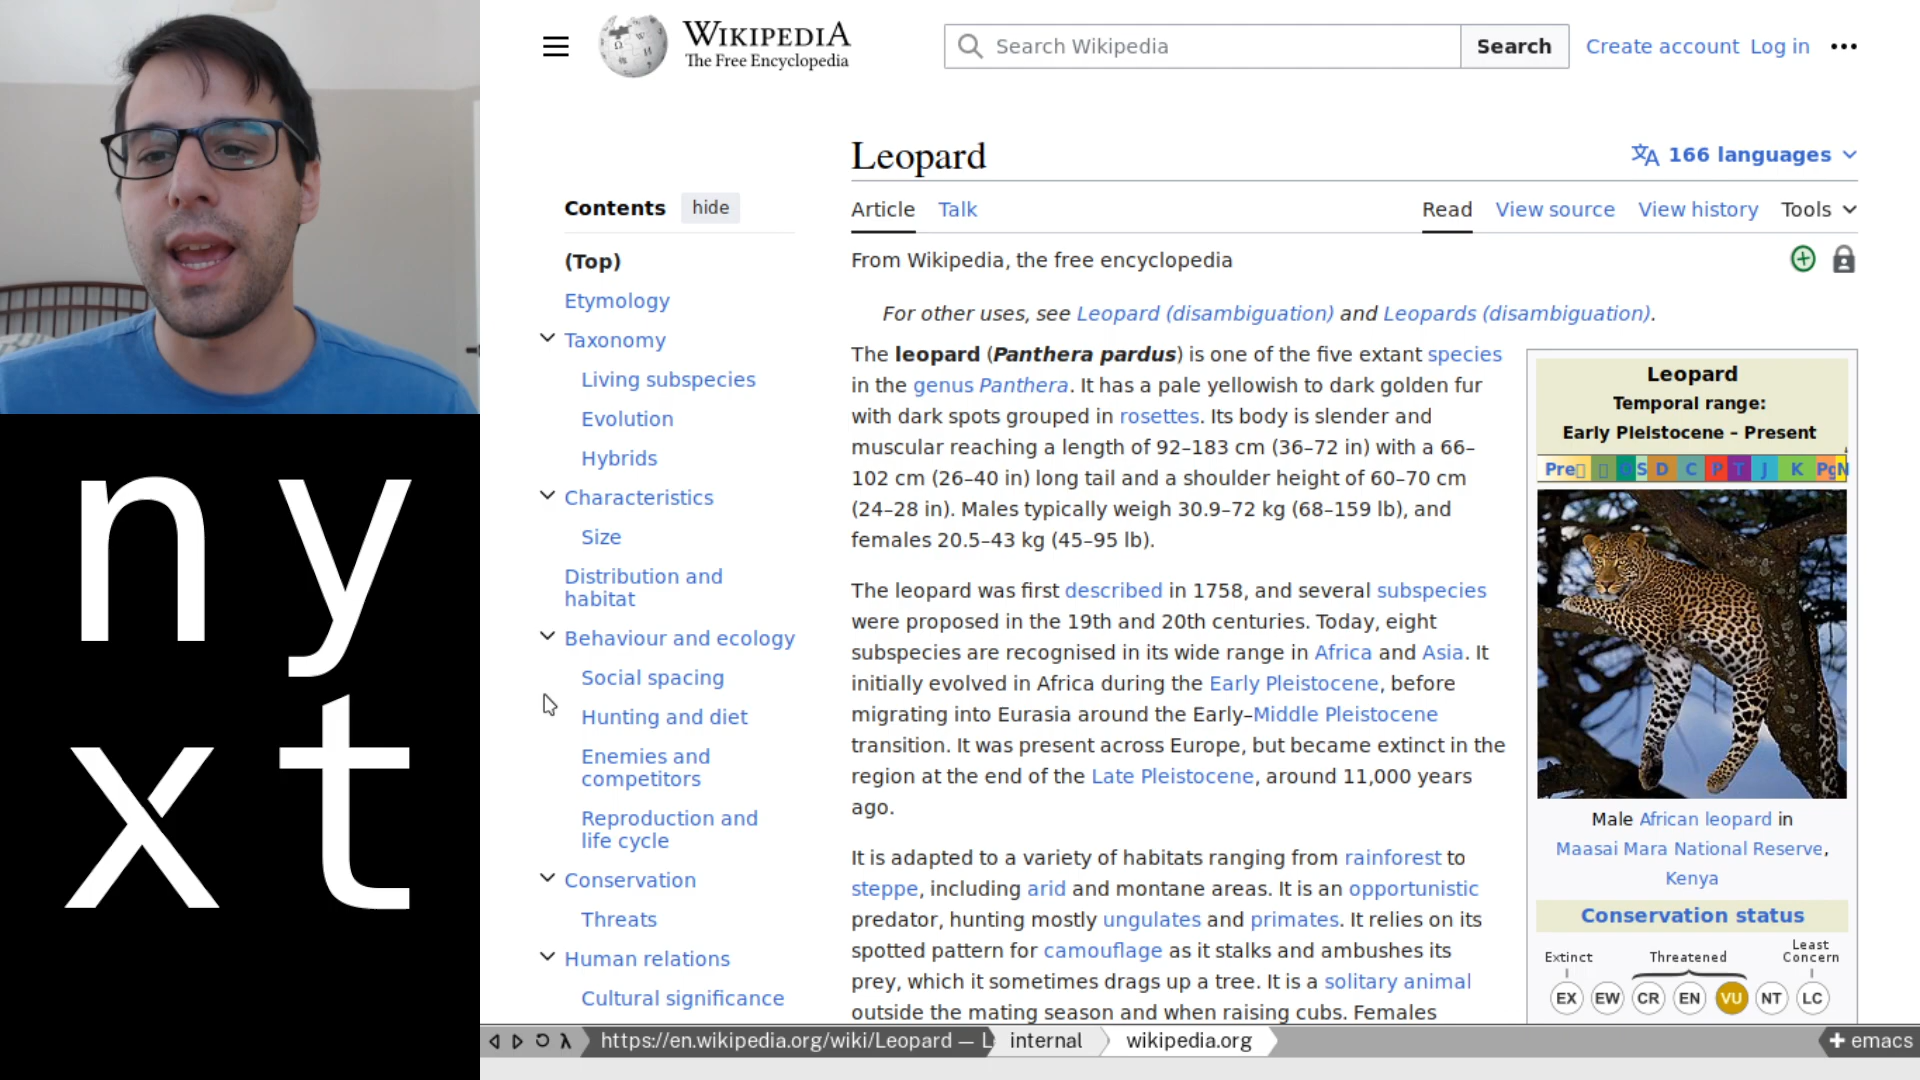 n y
x t
WIKIPEDIA
The Free Encyclopedia
Search Wikipedia
Search
Create account Log in
Leopard
166 languages
Contents hide
Article Talk
Read View source View history Tools
(Top)
Etymology
Taxonomy
Living subspecies
Evolution
Hybrids
Characteristics
Size
Distribution and
habitat
Behaviour and ecology
Social spacing
Hunting and diet
Enemies and
competitors
Reproduction and
life cycle
Conservation
Threats
Human relations
Cultural significance
From Wikipedia, the free encyclopedia
For other uses, see Leopard (disambiguation) and Leopards (disambiguation).
The leopard (Panthera pardus) is one of the five extant species
in the genus Panthera. It has a pale yellowish to dark golden fur
with dark spots grouped in rosettes. Its body is slender and
muscular reaching a length of 92–183 cm (36–72 in) with a 66–
102 cm (26–40 in) long tail and a shoulder height of 60–70 cm
(24–28 in). Males typically weigh 30.9–72 kg (68–159 lb), and
females 20.5–43 kg (45–95 lb).
The leopard was first described in 1758, and several subspecies
were proposed in the 19th and 20th centuries. Today, eight
subspecies are recognised in its wide range in Africa and Asia. It
initially evolved in Africa during the Early Pleistocene, before
migrating into Eurasia around the Early–Middle Pleistocene
transition. It was present across Europe, but became extinct in the
region at the end of the Late Pleistocene, around 11,000 years
ago.
It is adapted to a variety of habitats ranging from rainforest to
steppe, including arid and montane areas. It is an opportunistic
predator, hunting mostly ungulates and primates. It relies on its
spotted pattern for camouflage as it stalks and ambushes its
prey, which it sometimes drags up a tree. It is a solitary animal
outside the mating season and when raising cubs. Females
Leopard
Temporal range:
Early Pleistocene – Present
Pre S D C P T J K Pg N
Male African leopard in
Maasai Mara National Reserve,
Kenya
Conservation status
Extinct Threatened Least
Concern
EX EW CR EN VU NT LC
λ https://en.wikipedia.org/wiki/Leopard — L internal wikipedia.org
+ emacs